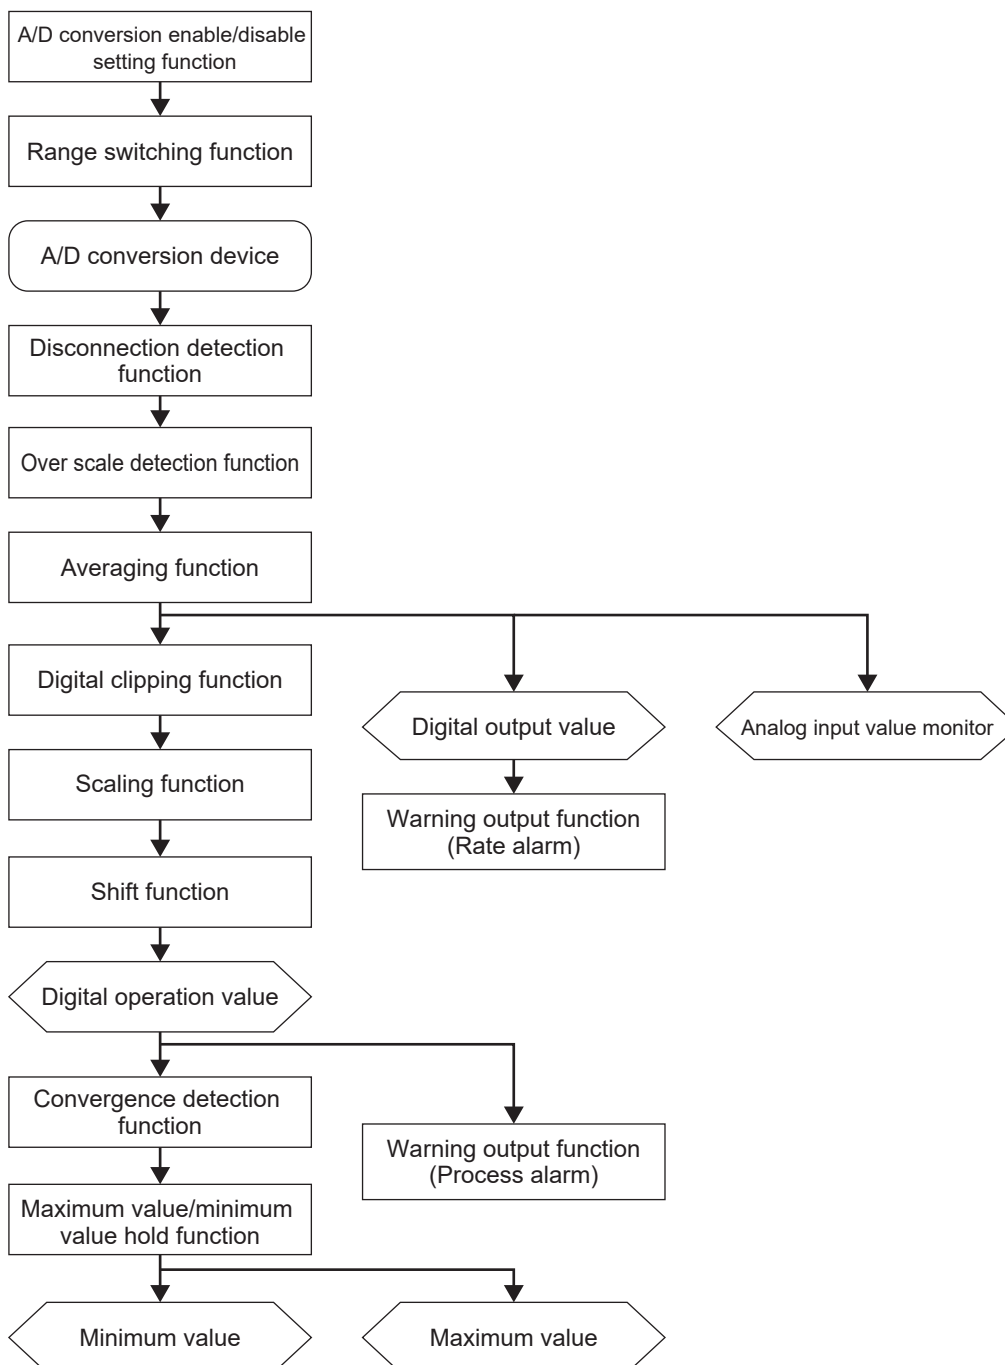 A/D conversion enable/disable
setting function
Range switching function
A/D conversion device
Disconnection detection
function
Over scale detection function
Averaging function
Digital clipping function
Digital output value
Analog input value monitor
Scaling function
Warning output function
(Rate alarm)
Shift function
Digital operation value
Convergence detection
function
Warning output function
(Process alarm)
Maximum value/minimum
value hold function
Minimum value
Maximum value